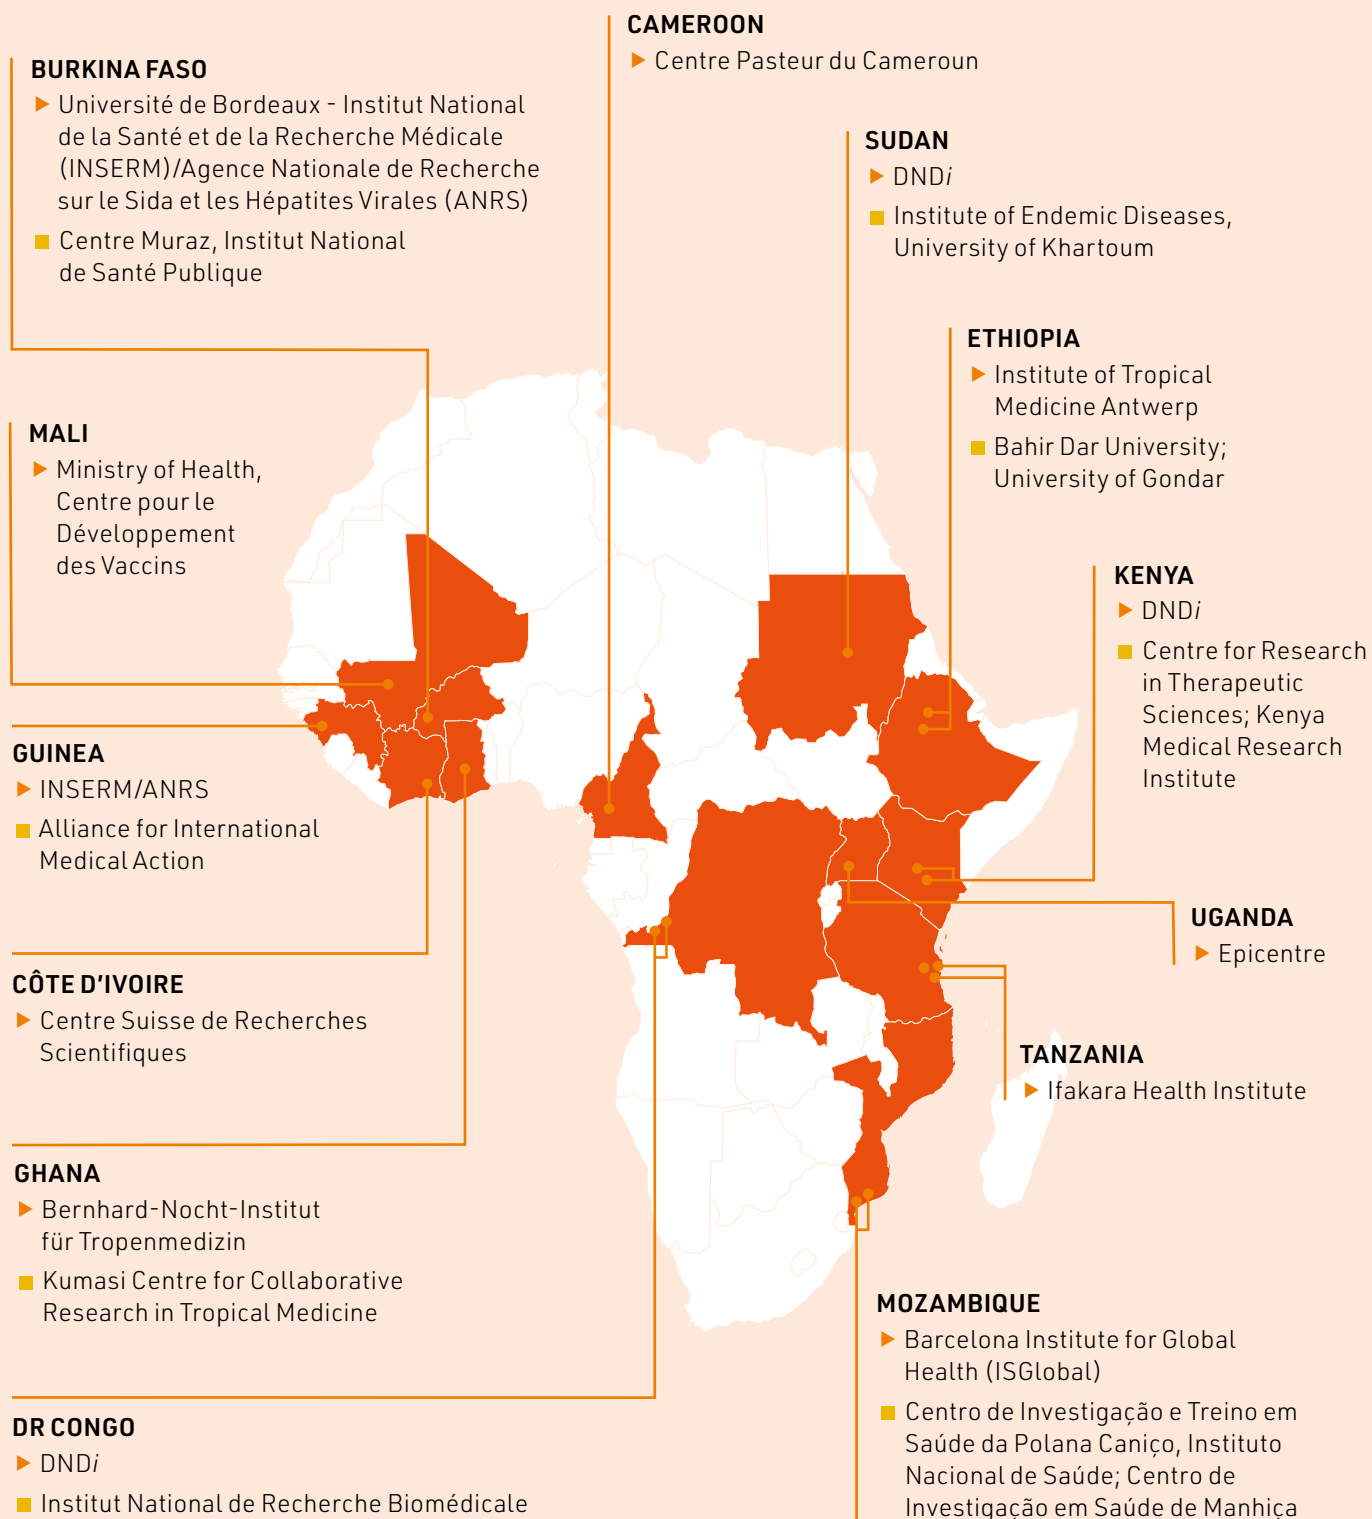 CAMEROON
▶ Centre Pasteur du Cameroun
BURKINA FASO
▶ Université de Bordeaux - Institut National
de la Santé et de la Recherche Médicale
(INSERM)/Agence Nationale de Recherche
sur le Sida et les Hépatites Virales (ANRS)
■ Centre Muraz, Institut National
de Santé Publique
SUDAN
▶ DNDi
■ Institute of Endemic Diseases,
University of Khartoum
ETHIOPIA
▶ Institute of Tropical
Medicine Antwerp
■ Bahir Dar University;
University of Gondar
MALI
▶ Ministry of Health,
Centre pour le
Développement
des Vaccins
KENYA
▶ DNDi
■ Centre for Research
in Therapeutic
Sciences; Kenya
Medical Research
Institute
GUINEA
▶ INSERM/ANRS
■ Alliance for International
Medical Action
UGANDA
▶ Epicentre
CÔTE D'IVOIRE
▶ Centre Suisse de Recherches
Scientifiques
TANZANIA
▶ Ifakara Health Institute
GHANA
▶ Bernhard-Nocht-Institut
für Tropenmedizin
■ Kumasi Centre for Collaborative
Research in Tropical Medicine
MOZAMBIQUE
▶ Barcelona Institute for Global
Health (ISGlobal)
■ Centro de Investigação e Treino em
Saúde da Polana Caniço, Instituto
Nacional de Saúde; Centro de
Investigação em Saúde de Manhiça
DR CONGO
▶ DNDi
■ Institut National de Recherche Biomédicale